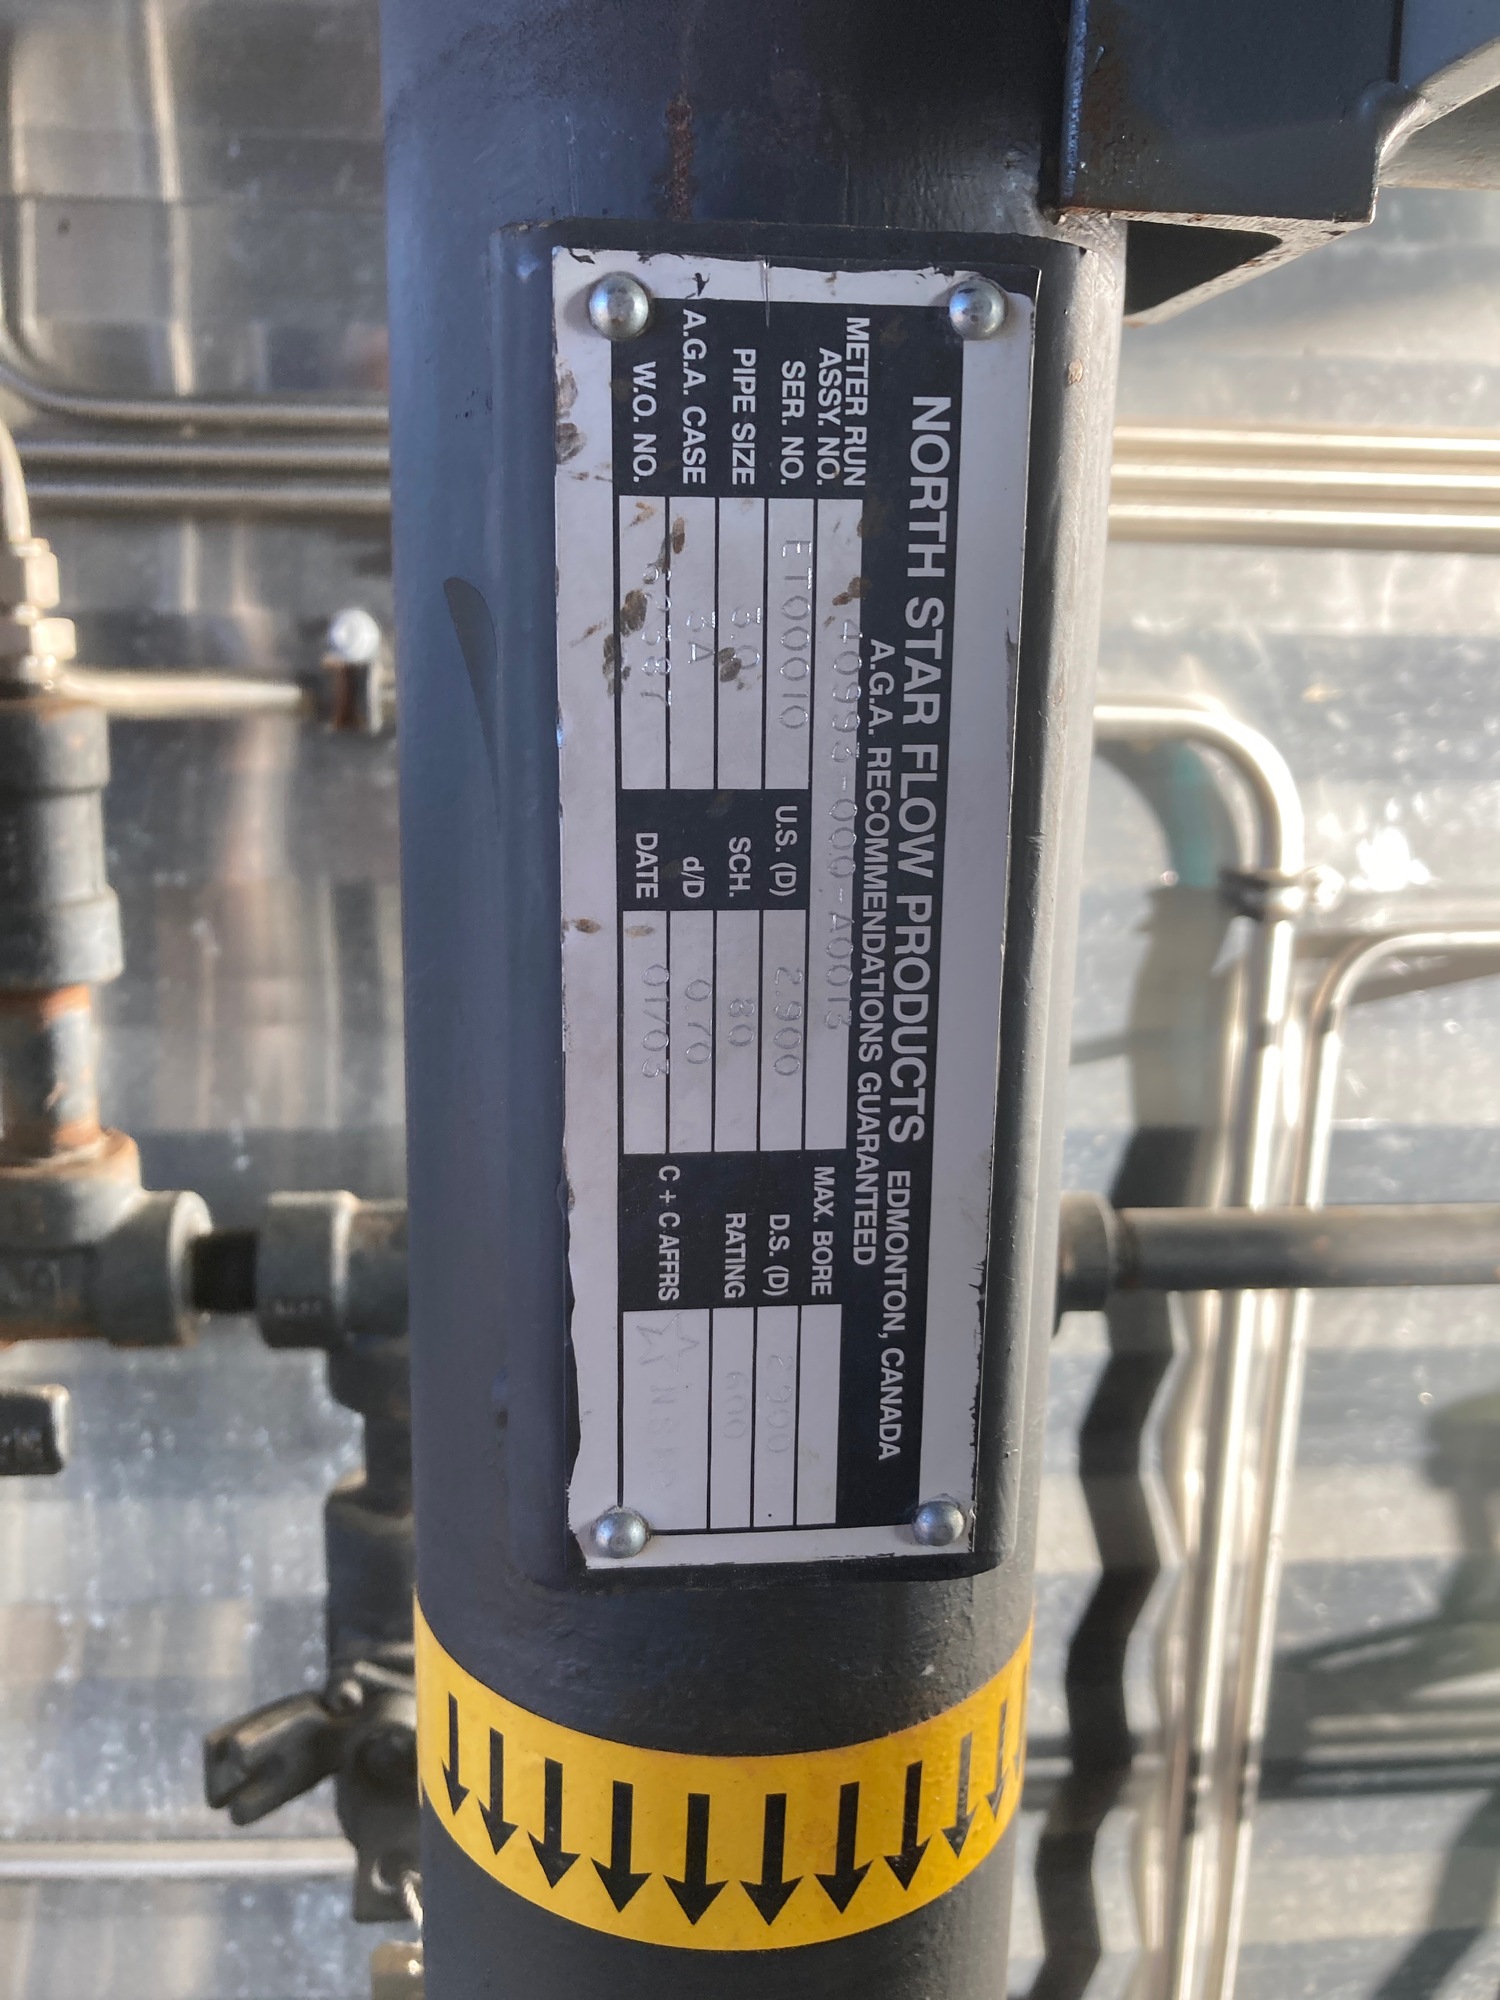 NORTH STAR FLOW PRODUCTS EDMONTON, CANADA
A.G.A. RECOMMENDATIONS GUARANTEED
METER RUN
ASSY. NO. MAX. BORE
SER. NO. ET00010 U.S. (D) 2.900 D.S. (D) 2.900
PIPE SIZE 3.0 SCH. 80 RATING 600
A.G.A. CASE 3A d/D 0.70 C + C AFFRS
W.O. NO. DATE 01/03